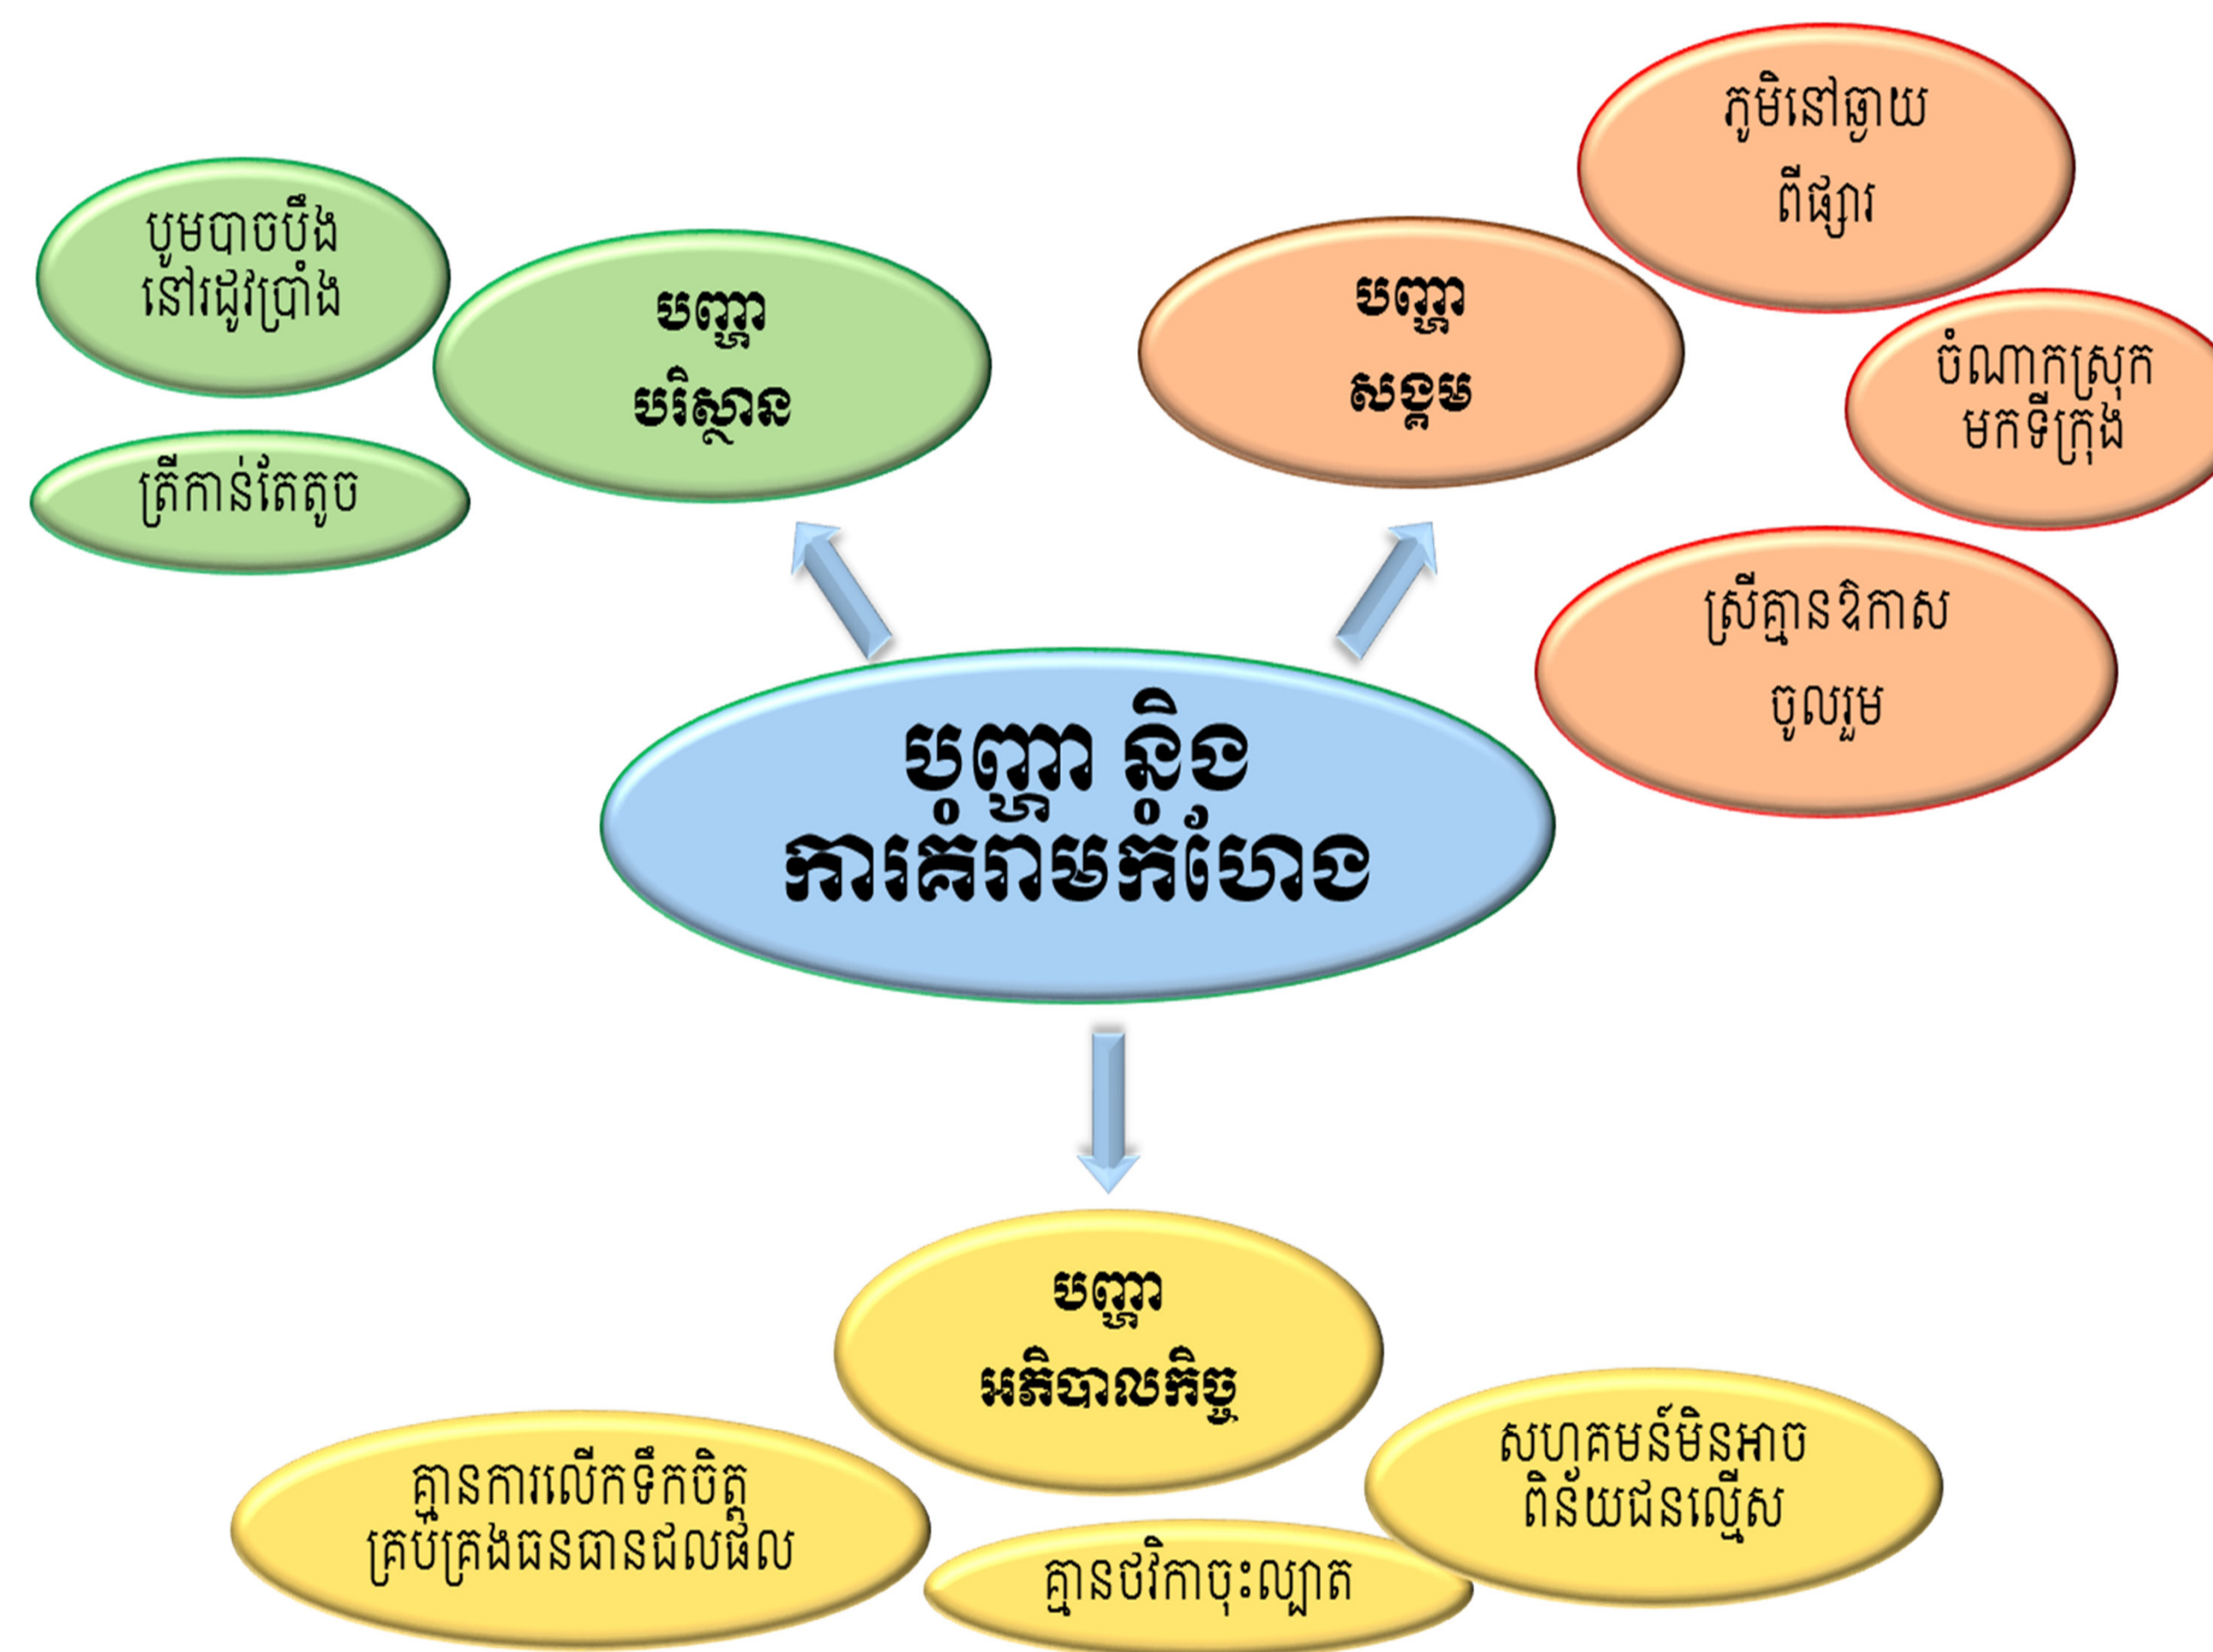 ភូមិនៅឆ្ងាយ
ពីផ្សារ
បូមបាចបឹង
នៅរដូវប្រាំង
បញ្ហា
បរិស្ថាន
បញ្ហា
សង្គម
ចំណាកស្រុក
មកទីក្រុង
ត្រីកាន់តែតូច
ស្រីគ្មានឱកាស
ចូលរួម
បញ្ហា និង
ការគំរាមកំហែង
បញ្ហា
អភិបាលកិច្ច
គ្មានការលើកទឹកចិត្ត
គ្រប់គ្រងធនធានជលផល
គ្មានថវិកាចុះល្បាត
សហគមន៍មិនអាច
ពិន័យជនល្មើស